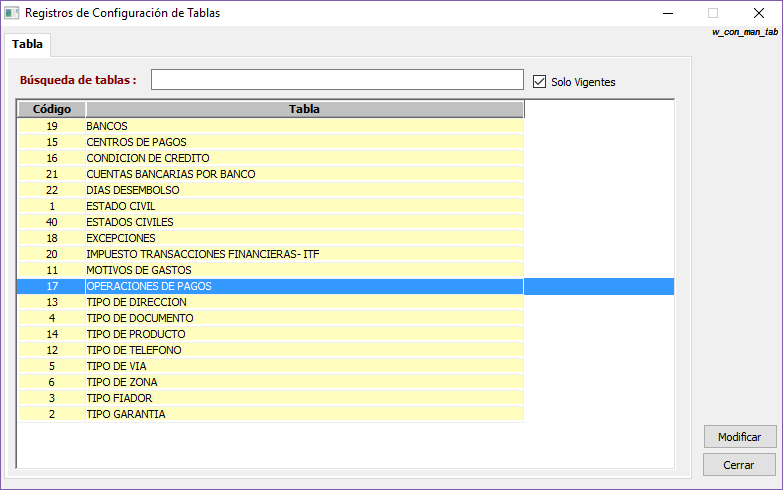 Registros de Configuración de Tablas
w_con_man_tab
Tabla
Búsqueda de tablas :
Solo Vigentes
Código Tabla
19 BANCOS
15 CENTROS DE PAGOS
16 CONDICION DE CREDITO
21 CUENTAS BANCARIAS POR BANCO
22 DIAS DESEMBOLSO
1 ESTADO CIVIL
40 ESTADOS CIVILES
18 EXCEPCIONES
20 IMPUESTO TRANSACCIONES FINANCIERAS- ITF
11 MOTIVOS DE GASTOS
17 OPERACIONES DE PAGOS
13 TIPO DE DIRECCION
4 TIPO DE DOCUMENTO
14 TIPO DE PRODUCTO
12 TIPO DE TELEFONO
5 TIPO DE VIA
6 TIPO DE ZONA
3 TIPO FIADOR
2 TIPO GARANTIA
Modificar
Cerrar